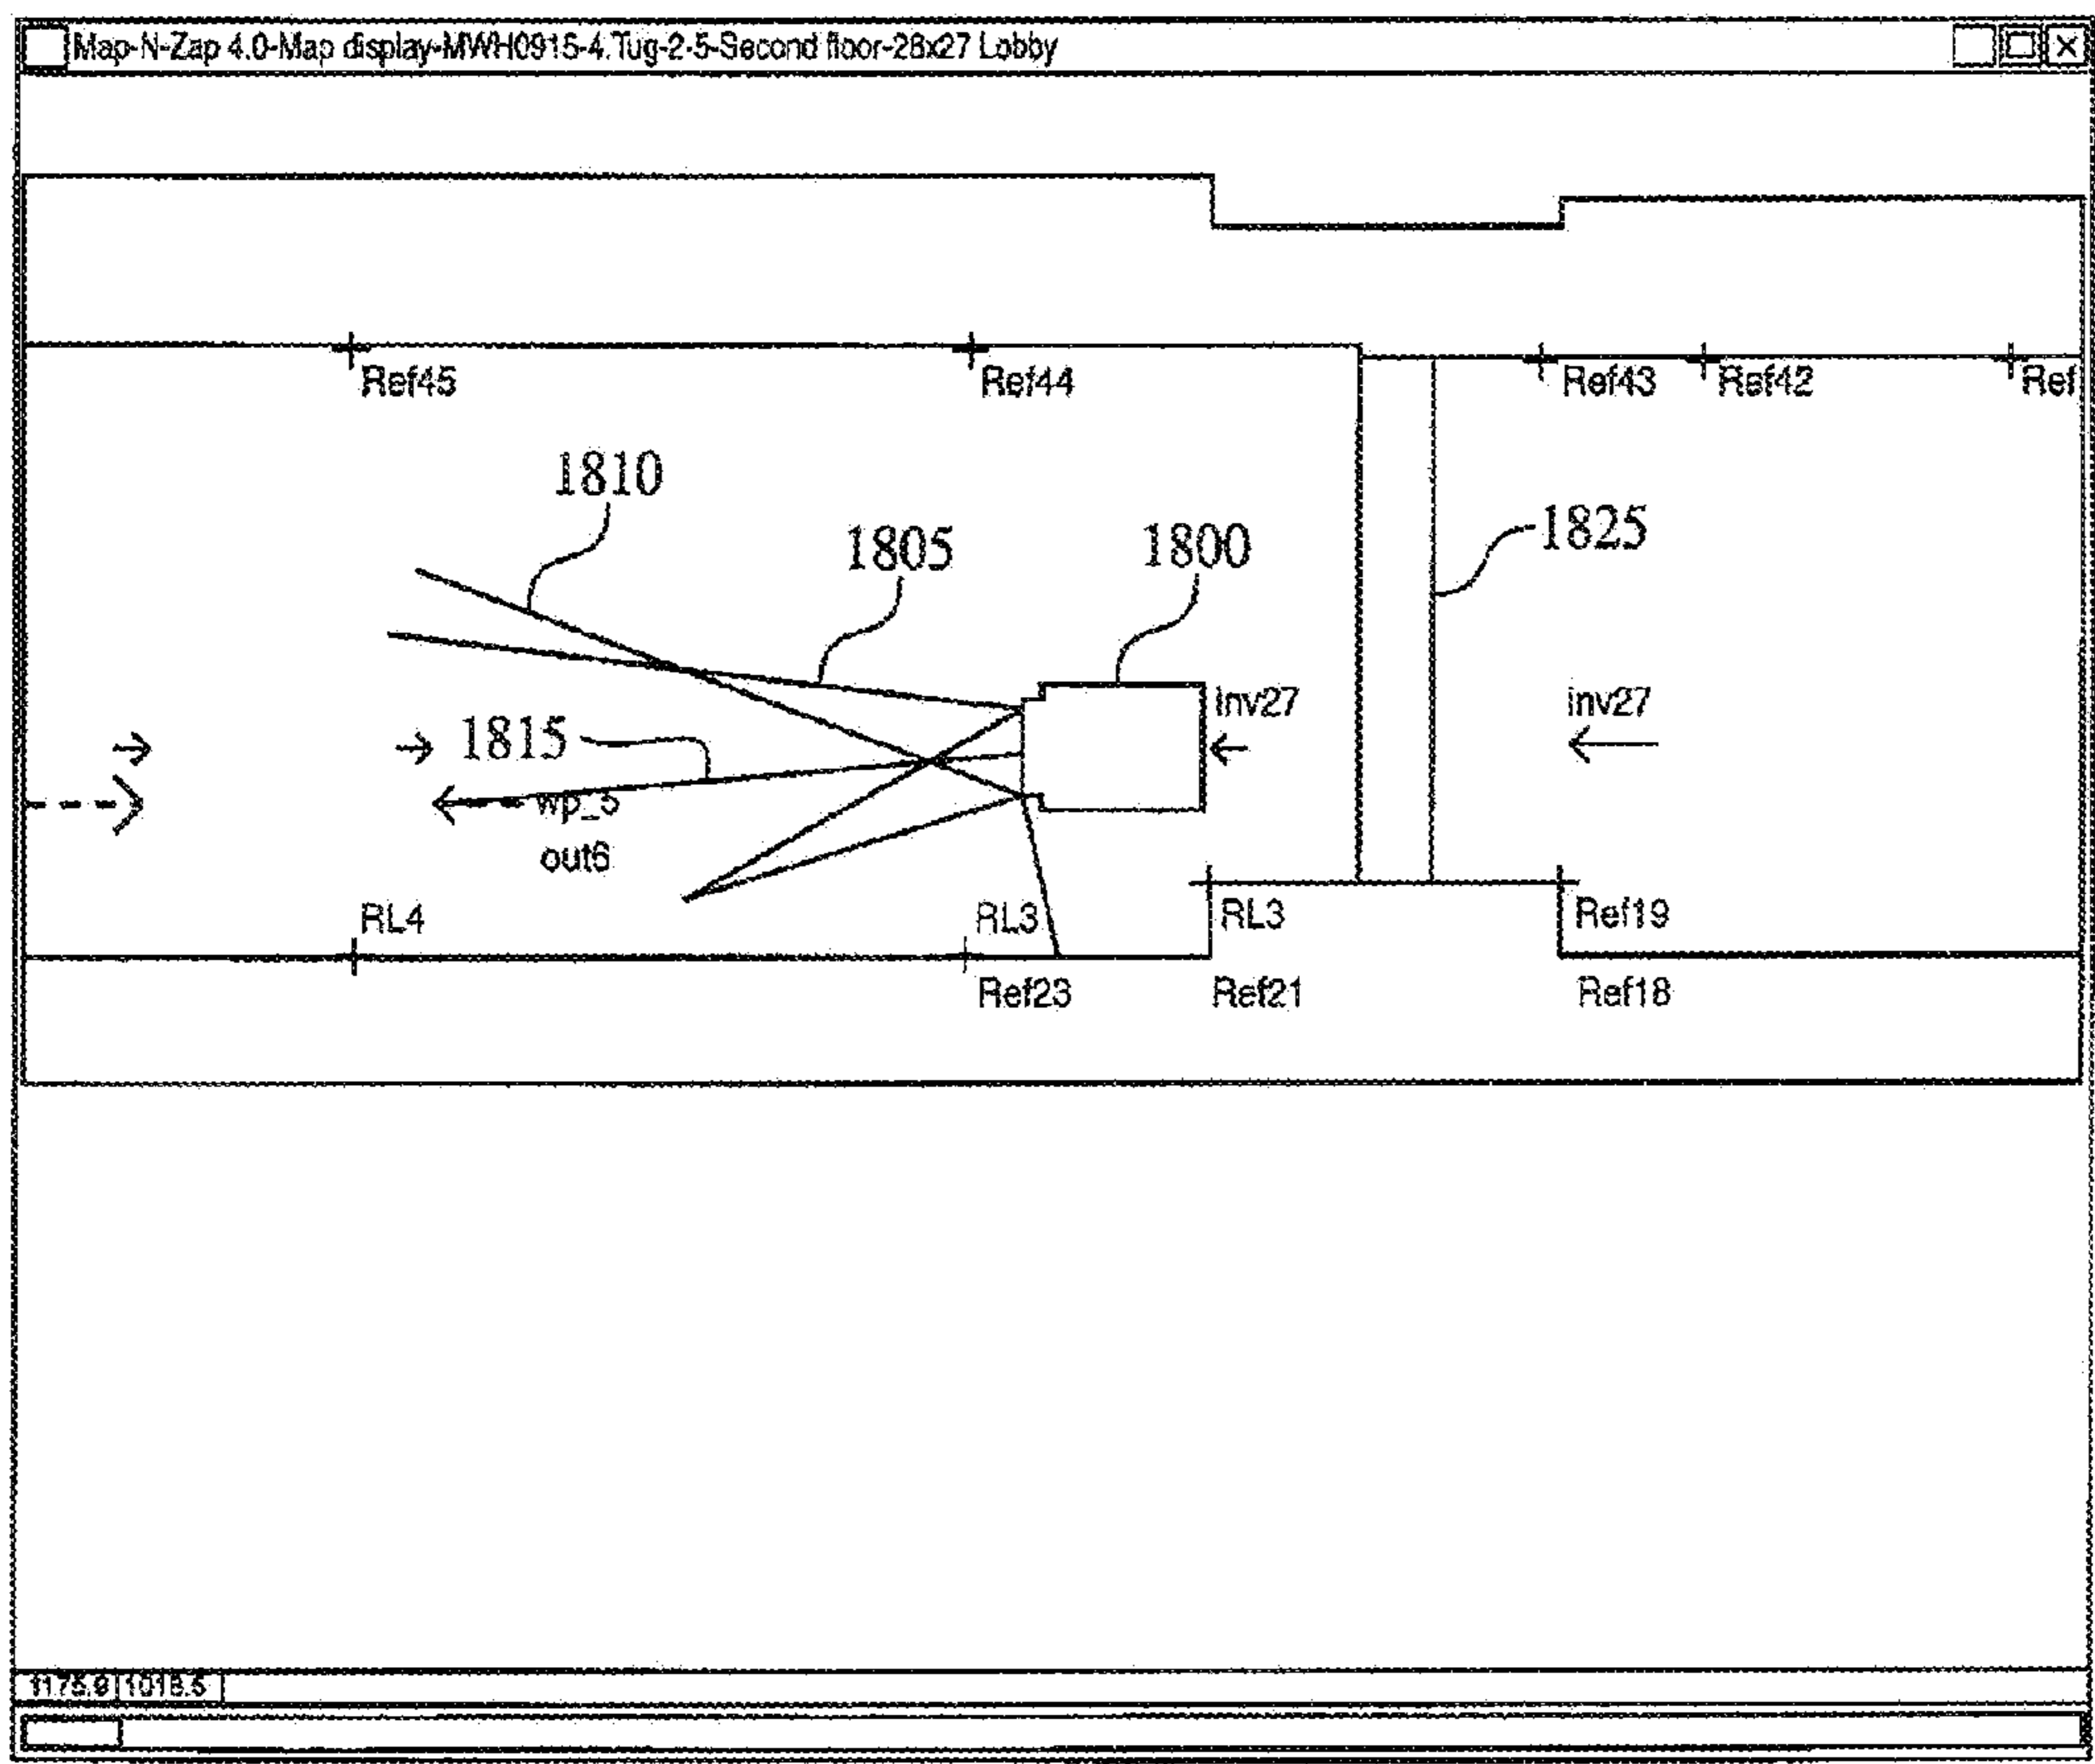 Map-N-Zap 4.0-Map display-MWH0915-4.Tug-2-5-Second floor-28x27 Lobby
Ref45
Ref44
Ref43
Ref42
Ref
1810
1805
1800
1825
Inv27
inv27
1815
wp_5
out6
RL4
RL3
RL3
Ref19
Ref23
Ref21
Ref18
1175.9
1018.5